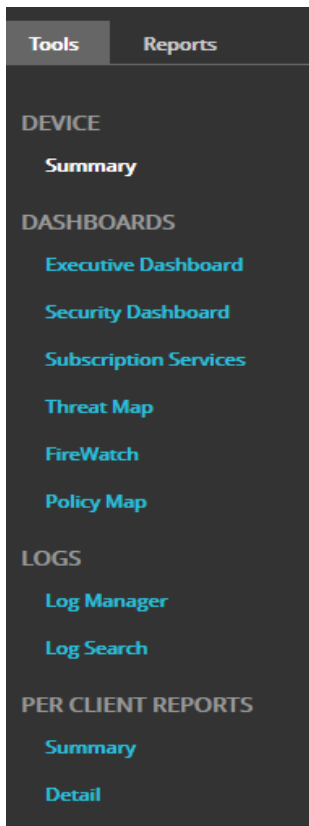 Tools Reports
DEVICE
Summary
DASHBOARDS
Executive Dashboard
Security Dashboard
Subscription Services
Threat Map
FireWatch
Policy Map
LOGS
Log Manager
Log Search
PER CLIENT REPORTS
Summary
Detail